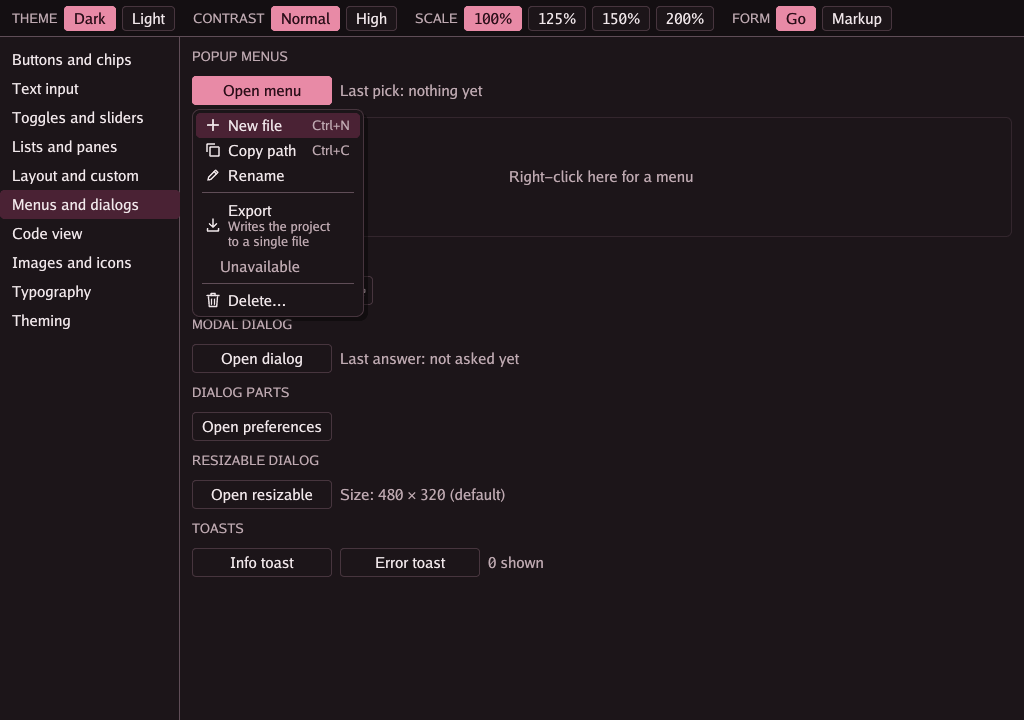 THEME Dark Light CONTRAST Normal High SCALE 100% 125% 150% 200% FORM Go Markup
Buttons and chips
Text input
Toggles and sliders
Lists and panes
Layout and custom
Menus and dialogs
Code view
Images and icons
Typography
Theming
POPUP MENUS
Open menu Last pick: nothing yet
New file Ctrl+N
Copy path Ctrl+C
Rename
Export
Writes the project
to a single file
Unavailable
Delete…
Right–click here for a menu
MODAL DIALOG
Open dialog Last answer: not asked yet
DIALOG PARTS
Open preferences
RESIZABLE DIALOG
Open resizable Size: 480 × 320 (default)
TOASTS
Info toast Error toast 0 shown